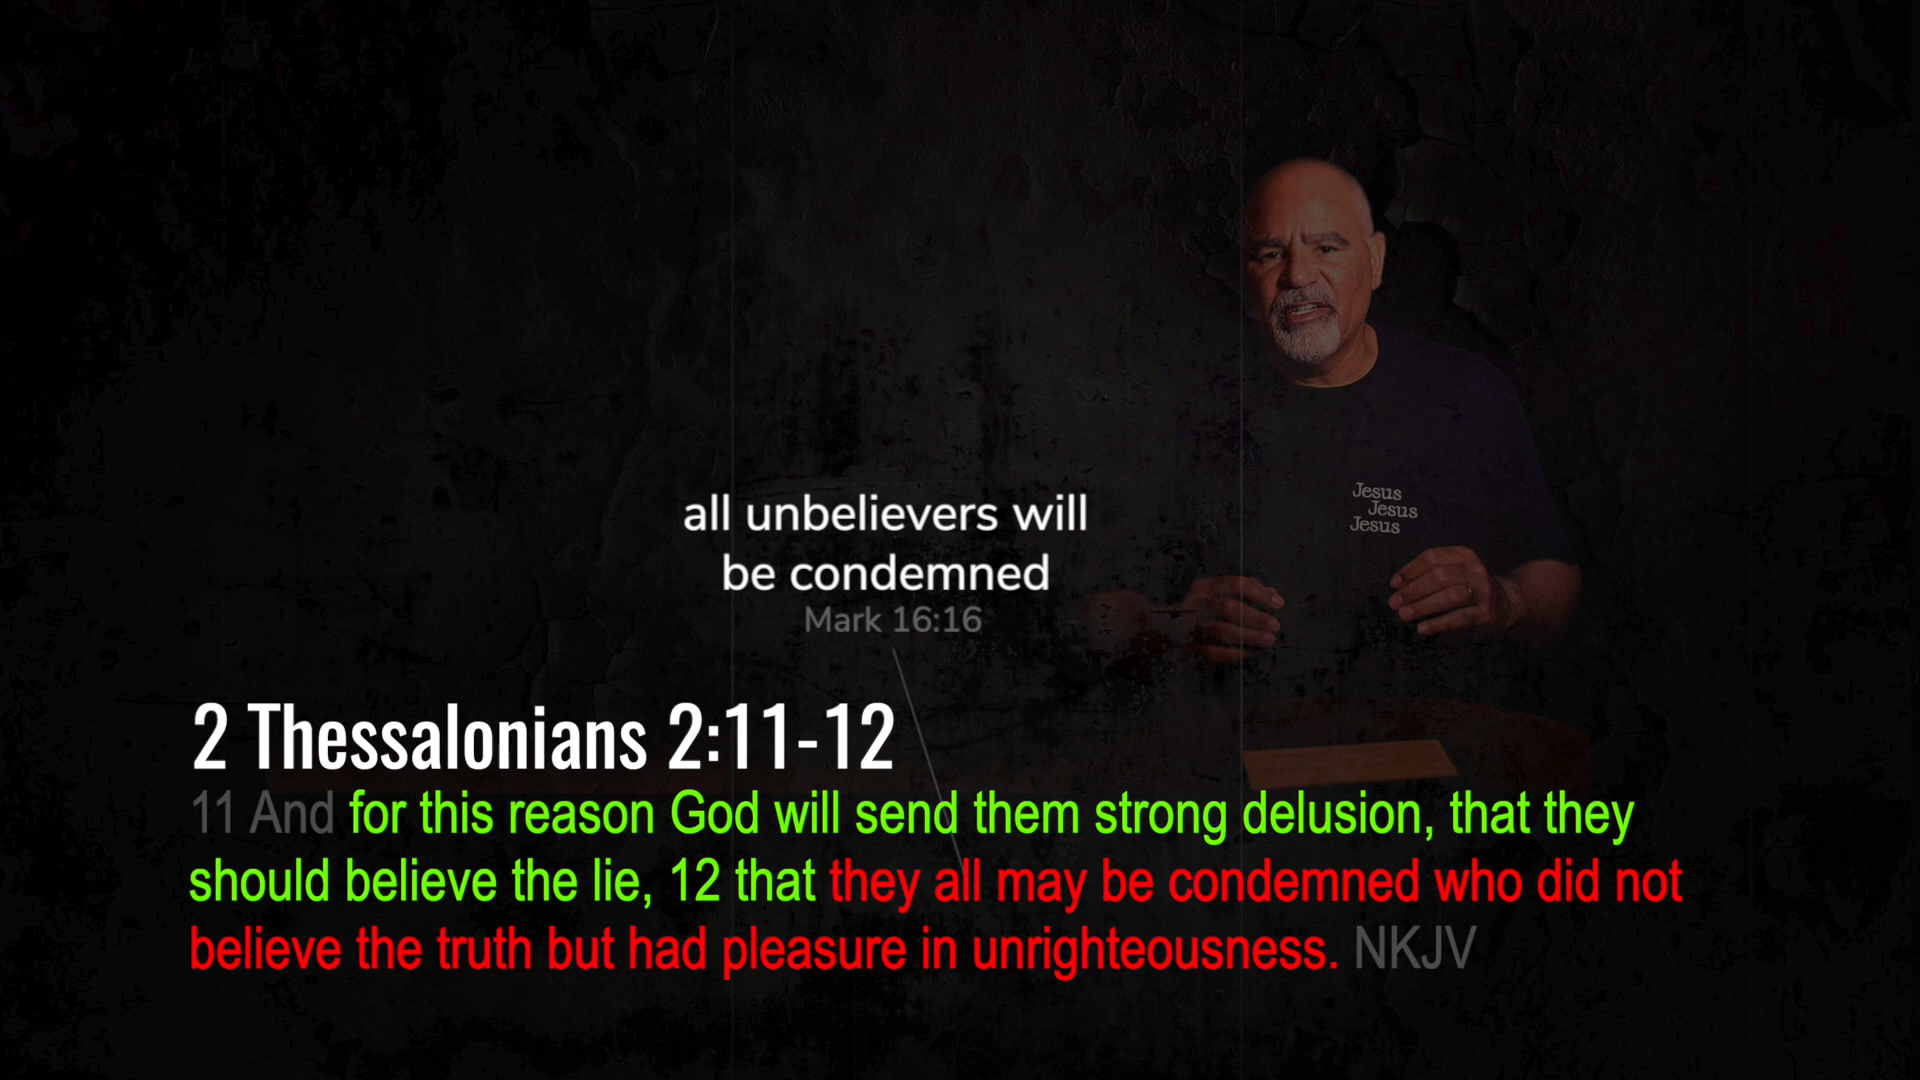 Jesus
Jesus
Jesus
all unbelievers will
be condemned
Mark 16:16
2 Thessalonians 2:11-12
11 And for this reason God will send them strong delusion, that they
should believe the lie, 12 that they all may be condemned who did not
believe the truth but had pleasure in unrighteousness. NKJV